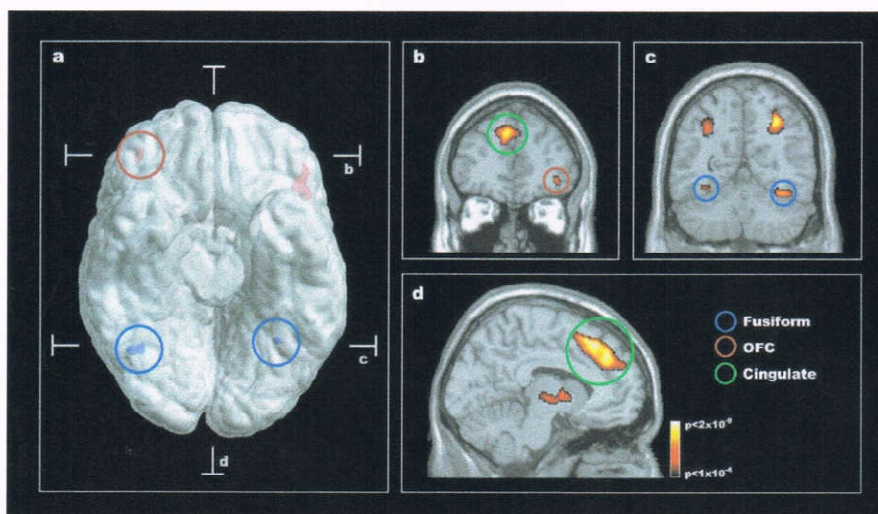 a
b
c
d
b
c
d
Fusiform
OFC
Cingulate
p<2x10⁻⁹
p<1x10⁻⁴